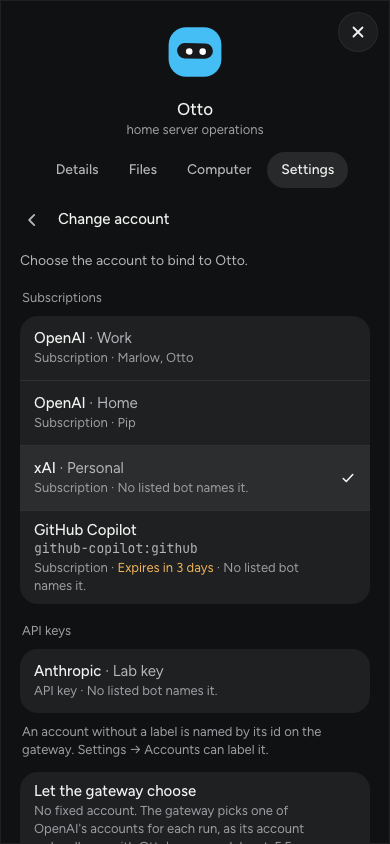 Otto
home server operations
Details Files Computer Settings
Change account
Choose the account to bind to Otto.
Subscriptions
OpenAI · Work
Subscription · Marlow, Otto
OpenAI · Home
Subscription · Pip
xAI · Personal
Subscription · No listed bot names it.
GitHub Copilot
github-copilot:github
Subscription · Expires in 3 days · No listed bot
names it.
API keys
Anthropic · Lab key
API key · No listed bot names it.
An account without a label is named by its id on the
gateway. Settings → Accounts can label it.
Let the gateway choose
No fixed account. The gateway picks one of
OpenAI's accounts for each run, as its account